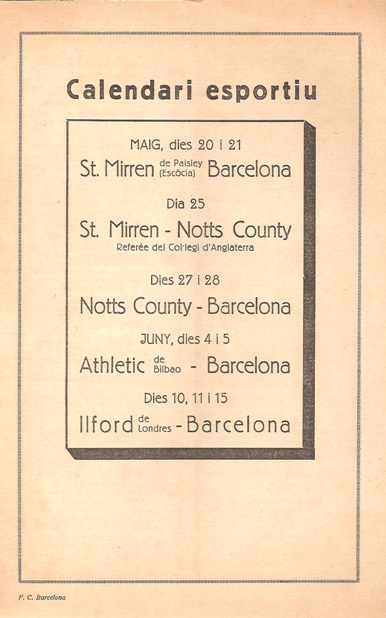 Calendari esportiu
MAIG, dies 20 i 21
St. Mirren de Paisley (Escòcia) Barcelona
Dia 25
St. Mirren - Notts County
Referée del Col·legi d'Anglaterra
Dies 27 i 28
Notts County - Barcelona
JUNY, dies 4 i 5
Athletic de Bilbao - Barcelona
Dies 10, 11 i 15
Ilford de Londres - Barcelona
F. C. Barcelona